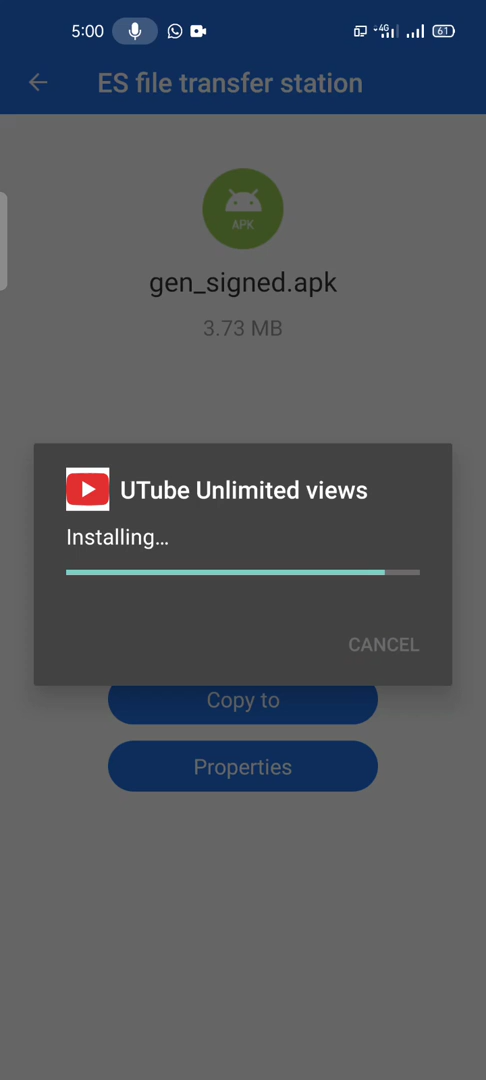 5:00
4G
61
ES file transfer station
APK
gen_signed.apk
3.73 MB
UTube Unlimited views
Installing...
CANCEL
Copy to
Properties